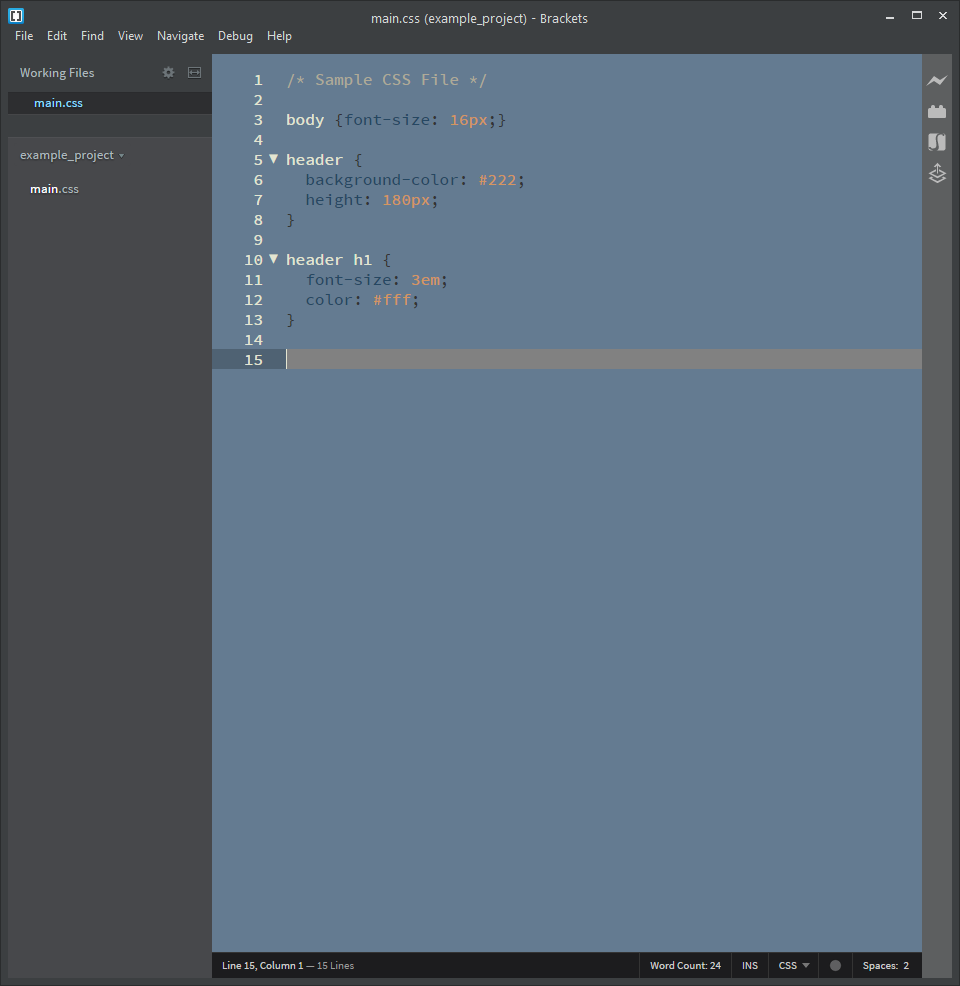 main.css (example_project) - Brackets
File Edit Find View Navigate Debug Help
Working Files
main.css
example_project
main.css
1 /* Sample CSS File */
2
3 body {font-size: 16px;}
4
5 header {
6   background-color: #222;
7   height: 180px;
8 }
9
10 header h1 {
11   font-size: 3em;
12   color: #fff;
13 }
14
15
Line 15, Column 1 — 15 Lines
Word Count: 24 INS CSS Spaces: 2